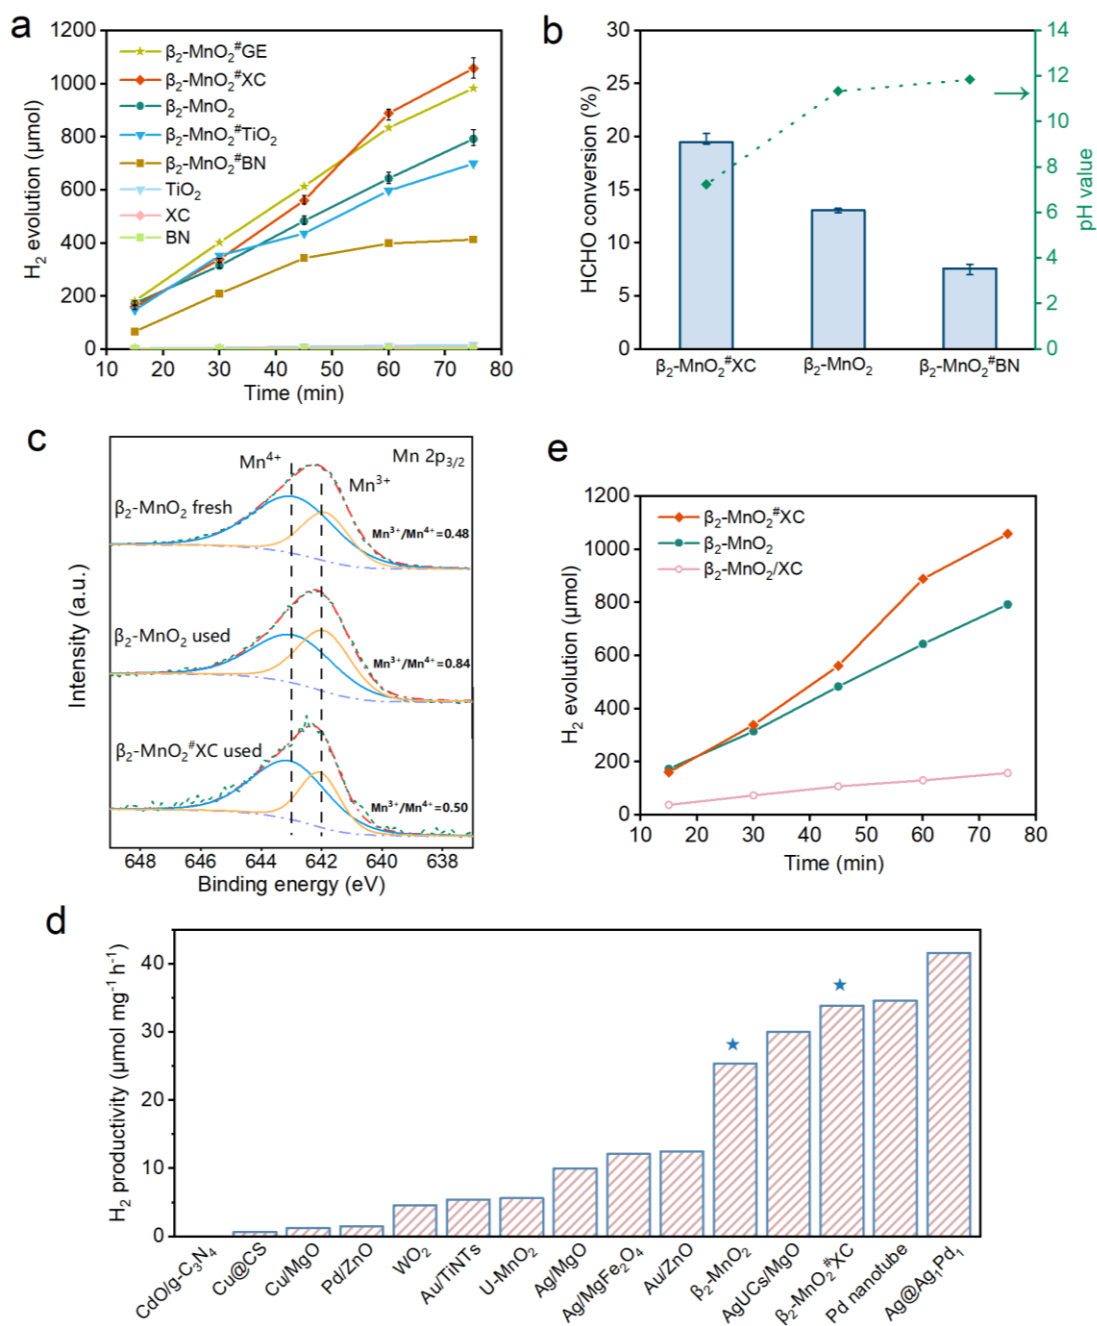 a
1200
1000
800
600
400
200
0
H₂ evolution (μmol)
β₂-MnO₂#GE
β₂-MnO₂#XC
β₂-MnO₂
β₂-MnO₂#TiO₂
β₂-MnO₂#BN
TiO₂
XC
BN
10 20 30 40 50 60 70 80
Time (min)
b
30
25
20
15
10
5
0
HCHO conversion (%)
14
12
10
8
6
4
2
0
pH value
β₂-MnO₂#XC β₂-MnO₂ β₂-MnO₂#BN
c
Intensity (a.u.)
Mn 2p₃/₂
Mn⁴⁺
Mn³⁺
β₂-MnO₂ fresh
Mn³⁺/Mn⁴⁺=0.48
β₂-MnO₂ used
Mn³⁺/Mn⁴⁺=0.84
β₂-MnO₂#XC used
Mn³⁺/Mn⁴⁺=0.50
648 646 644 642 640 638
Binding energy (eV)
e
1200
1000
800
600
400
200
0
H₂ evolution (μmol)
β₂-MnO₂#XC
β₂-MnO₂
β₂-MnO₂/XC
10 20 30 40 50 60 70 80
Time (min)
d
40
30
20
10
0
H₂ productivity (μmol mg⁻¹ h⁻¹)
CdO/g-C₃N₄
Cu@CS
Cu/MgO
Pd/ZnO
WO₂
Au/TiNTs
U-MnO₂
Ag/MgO
Ag/MgFe₂O₄
Au/ZnO
β₂-MnO₂
AgUCs/MgO
β₂-MnO₂#XC
Pd nanotube
Ag@Ag₁Pd₁